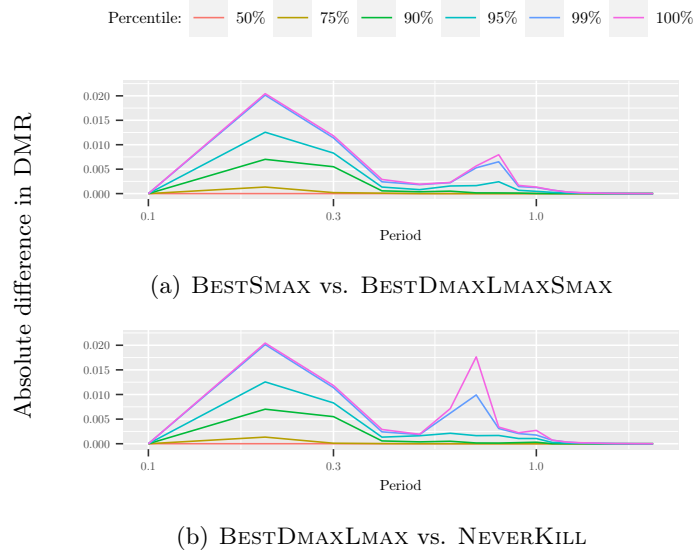 Percentile: 50% 75% 90% 95% 99% 100%
Absolute difference in DMR
0.020
0.015
0.010
0.005
0.000
0.1 0.3 1.0
Period
(a) BESTSMAX vs. BESTDMAXLMAXSMAX
0.020
0.015
0.010
0.005
0.000
0.1 0.3 1.0
Period
(b) BESTDMAXLMAX vs. NEVERKILL